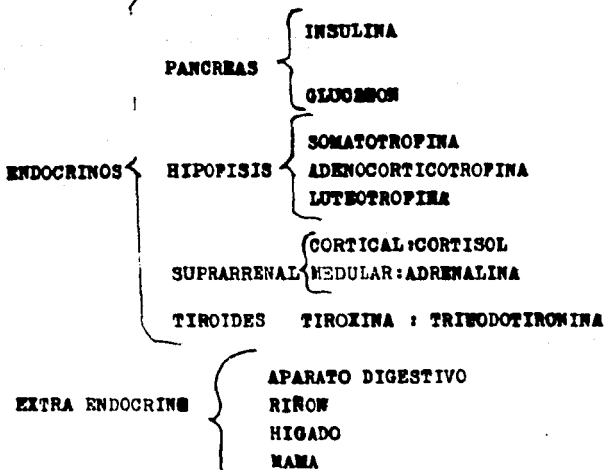 INSULINA
PANCREAS
GLUCAGON
SOMATOTROPINA
ENDOCRINOS HIPOFISIS ADENOCORTICOTROPINA
LUTEOTROPINA
CORTICAL:CORTISOL
SUPRARRENAL MEDULAR:ADRENALINA
TIROIDES TIROXINA : TRIYODOTIRONINA
APARATO DIGESTIVO
EXTRA ENDOCRINO RIÑON
HIGADO
MAMA